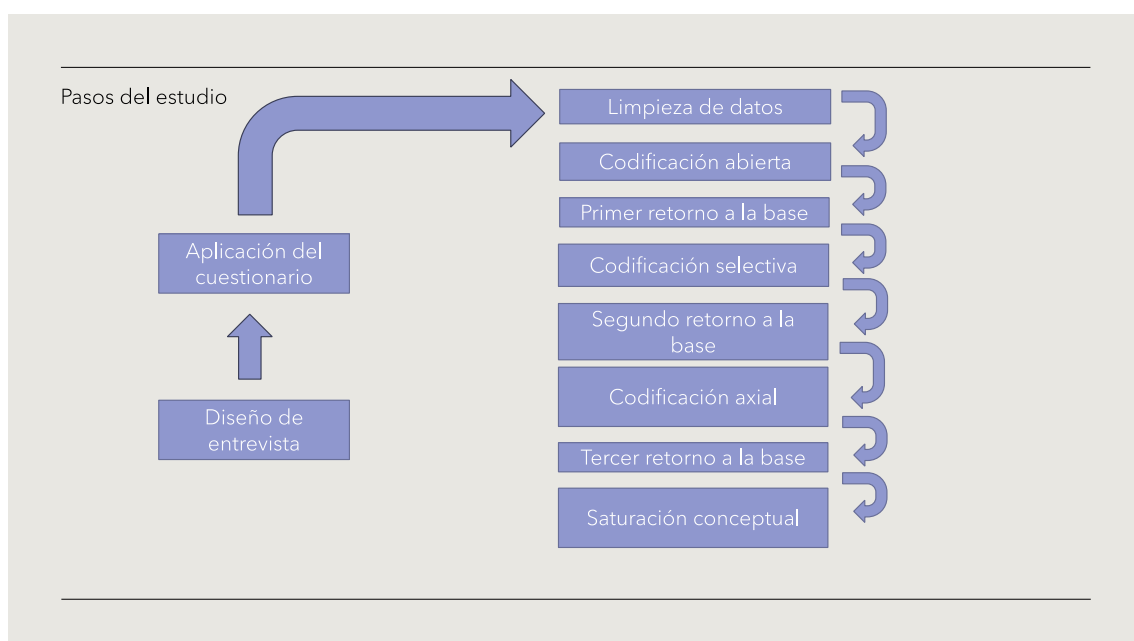 Pasos del estudio
Aplicación del
cuestionario
Diseño de
entrevista
Limpieza de datos
Codificación abierta
Primer retorno a la base
Codificación selectiva
Segundo retorno a la
base
Codificación axial
Tercer retorno a la base
Saturación conceptual